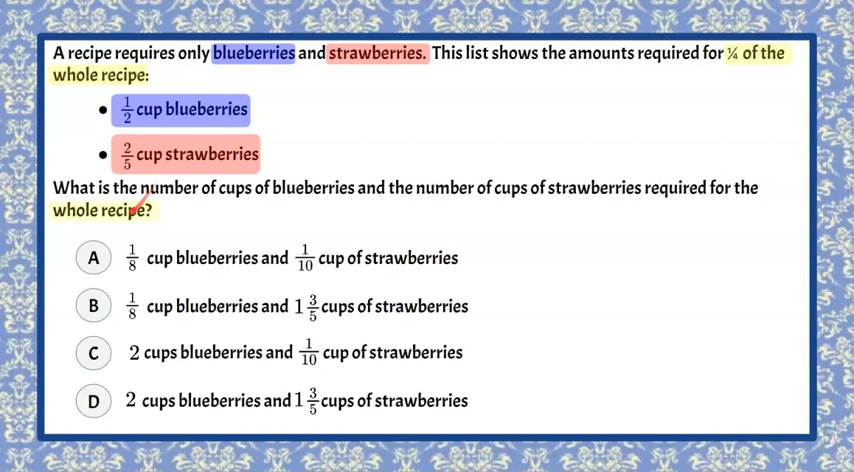 A recipe requires only blueberries and strawberries. This list shows the amounts required for ¼ of the
whole recipe:
• 1/2 cup blueberries
• 2/5 cup strawberries
What is the number of cups of blueberries and the number of cups of strawberries required for the
whole recipe?
A 1/8 cup blueberries and 1/10 cup of strawberries
B 1/8 cup blueberries and 1 3/5 cups of strawberries
C 2 cups blueberries and 1/10 cup of strawberries
D 2 cups blueberries and 1 3/5 cups of strawberries